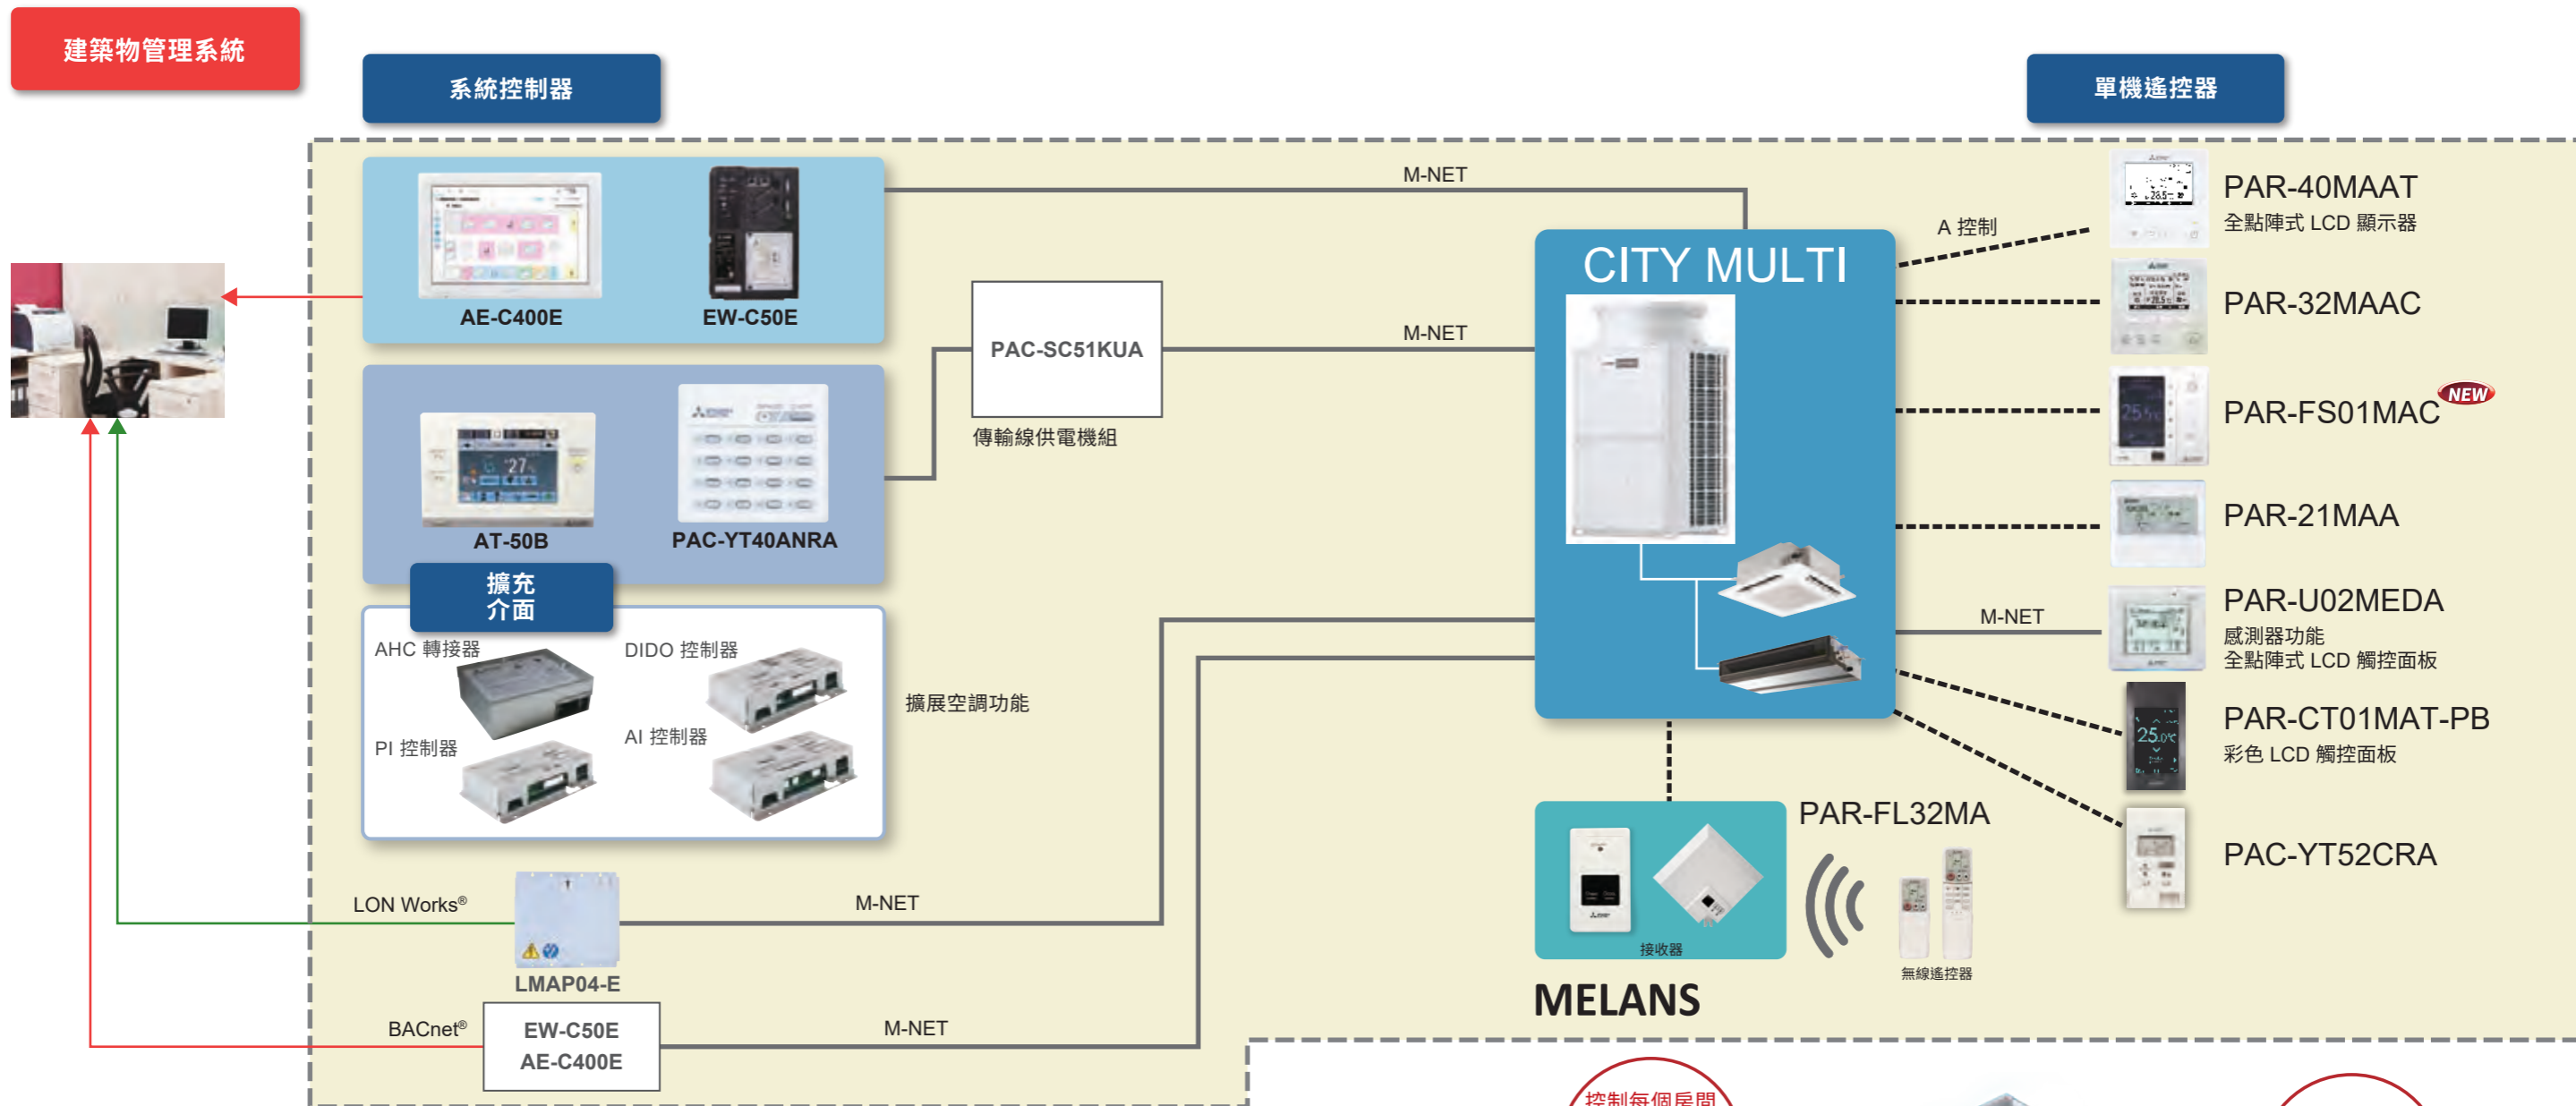 建築物管理系統
系統控制器
單機遙控器
AE-C400E
EW-C50E
M-NET
AT-50B
PAC-YT40ANRA
PAC-SC51KUA
傳輸線供電機組
M-NET
擴充
介面
AHC 轉接器
DIDO 控制器
PI 控制器
AI 控制器
擴展空調功能
LON Works®
LMAP04-E
M-NET
BACnet®
EW-C50E
AE-C400E
M-NET
CITY MULTI
A 控制
PAR-40MAAT
全點陣式 LCD 顯示器
PAR-32MAAC
PAR-FS01MAC
NEW
PAR-21MAA
M-NET
PAR-U02MEDA
感測器功能
全點陣式 LCD 觸控面板
PAR-CT01MAT-PB
彩色 LCD 觸控面板
PAC-YT52CRA
PAR-FL32MA
接收器
無線遙控器
MELANS
控制每個房間